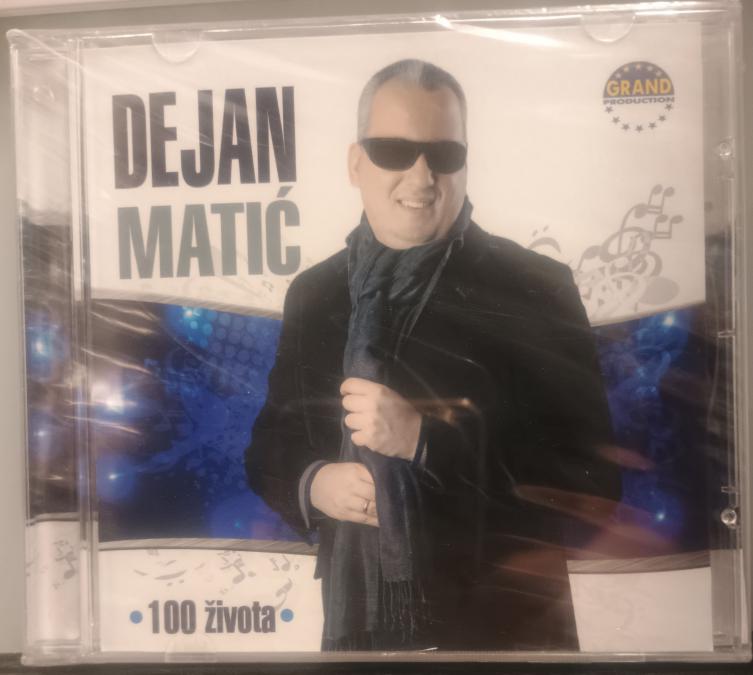 DEJAN
MATIĆ
GRAND
PRODUCTION
100 života